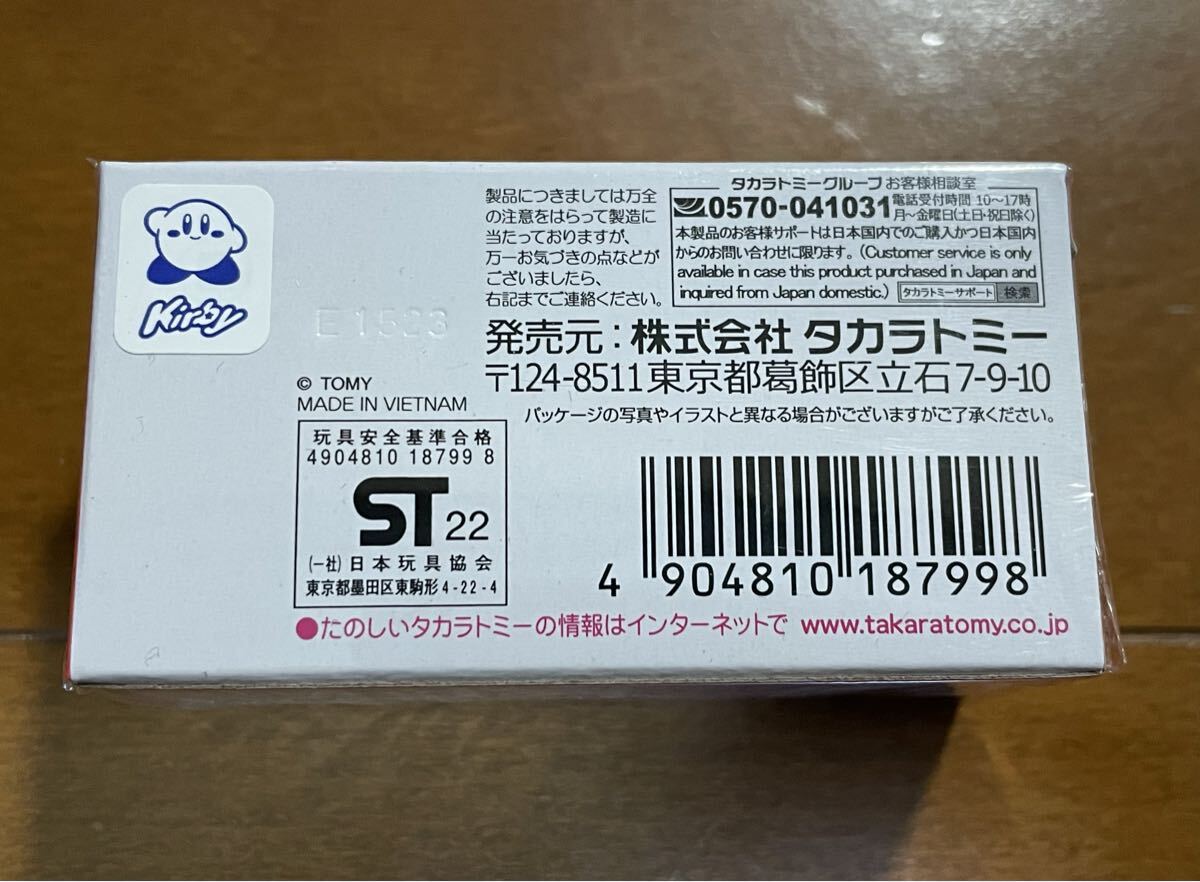 Kirby
E 1523
製品につきましては万全
の注意をはらって製造に
当たっておりますが、
万一お気づきの点などが
ございましたら、
右記までご連絡ください。
タカラトミーグループ お客様相談室
0570-041031 電話受付時間 10〜17時
月〜金曜日(土日・祝日除く)
本製品のお客様サポートは日本国内でのご購入かつ日本国内
からのお問い合わせに限ります。(Customer service is only
available in case this product purchased in Japan and
inquired from Japan domestic.) タカラトミーサポート 検索
発売元：株式会社 タカラトミー
〒124-8511 東京都葛飾区立石7-9-10
パッケージの写真やイラストと異なる場合がございますがご了承ください。
© TOMY
MADE IN VIETNAM
玩具安全基準合格
4904810 18799 8
ST 22
(一社)日本玩具協会
東京都墨田区東駒形4-22-4
4 904810 187998
●たのしいタカラトミーの情報はインターネットで www.takaratomy.co.jp